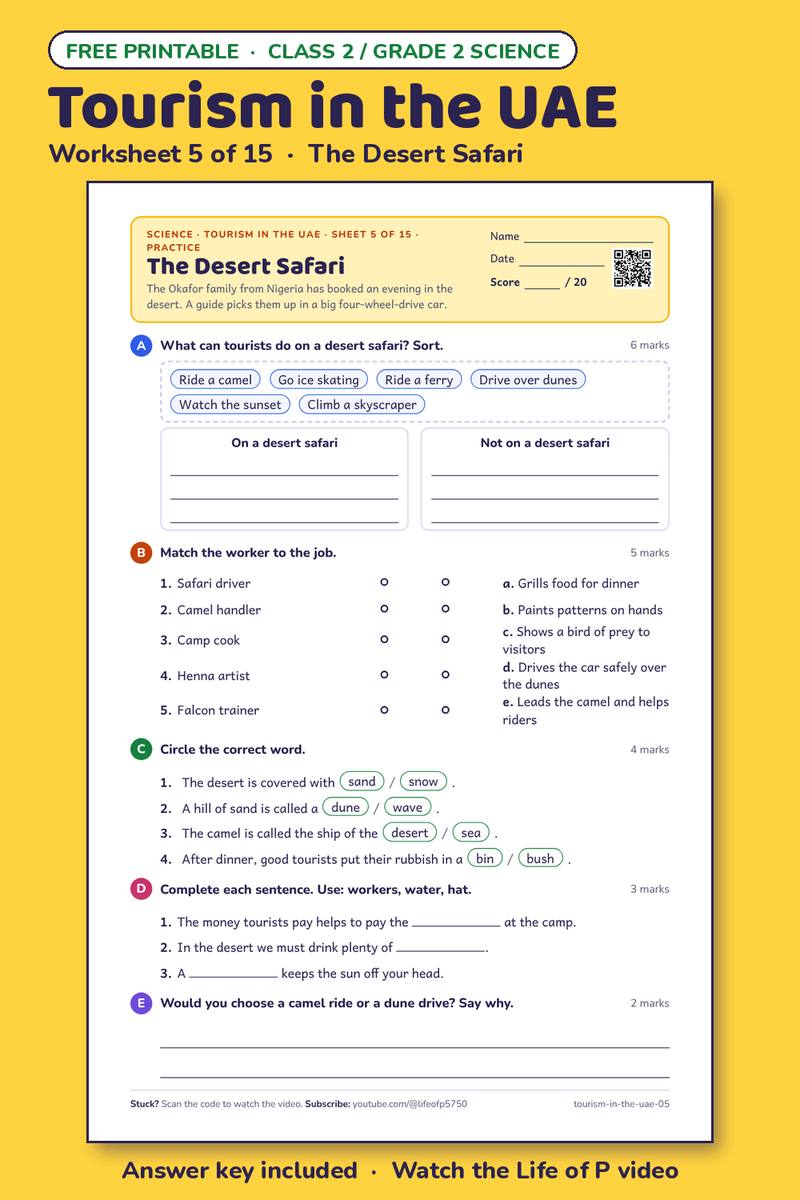 FREE PRINTABLE · CLASS 2 / GRADE 2 SCIENCE
Tourism in the UAE
Worksheet 5 of 15 · The Desert Safari
SCIENCE · TOURISM IN THE UAE · SHEET 5 OF 15 ·
PRACTICE
The Desert Safari
The Okafor family from Nigeria has booked an evening in the
desert. A guide picks them up in a big four-wheel-drive car.
Name
Date
Score / 20
A What can tourists do on a desert safari? Sort. 6 marks
Ride a camel Go ice skating Ride a ferry Drive over dunes
Watch the sunset Climb a skyscraper
On a desert safari Not on a desert safari
B Match the worker to the job. 5 marks
1. Safari driver a. Grills food for dinner
2. Camel handler b. Paints patterns on hands
3. Camp cook c. Shows a bird of prey to
visitors
4. Henna artist d. Drives the car safely over
the dunes
5. Falcon trainer e. Leads the camel and helps
riders
C Circle the correct word. 4 marks
1. The desert is covered with sand / snow .
2. A hill of sand is called a dune / wave .
3. The camel is called the ship of the desert / sea .
4. After dinner, good tourists put their rubbish in a bin / bush .
D Complete each sentence. Use: workers, water, hat. 3 marks
1. The money tourists pay helps to pay the ____________ at the camp.
2. In the desert we must drink plenty of ____________.
3. A ____________ keeps the sun off your head.
E Would you choose a camel ride or a dune drive? Say why. 2 marks
Stuck? Scan the code to watch the video. Subscribe: youtube.com/@lifeofp5750 tourism-in-the-uae-05
Answer key included · Watch the Life of P video